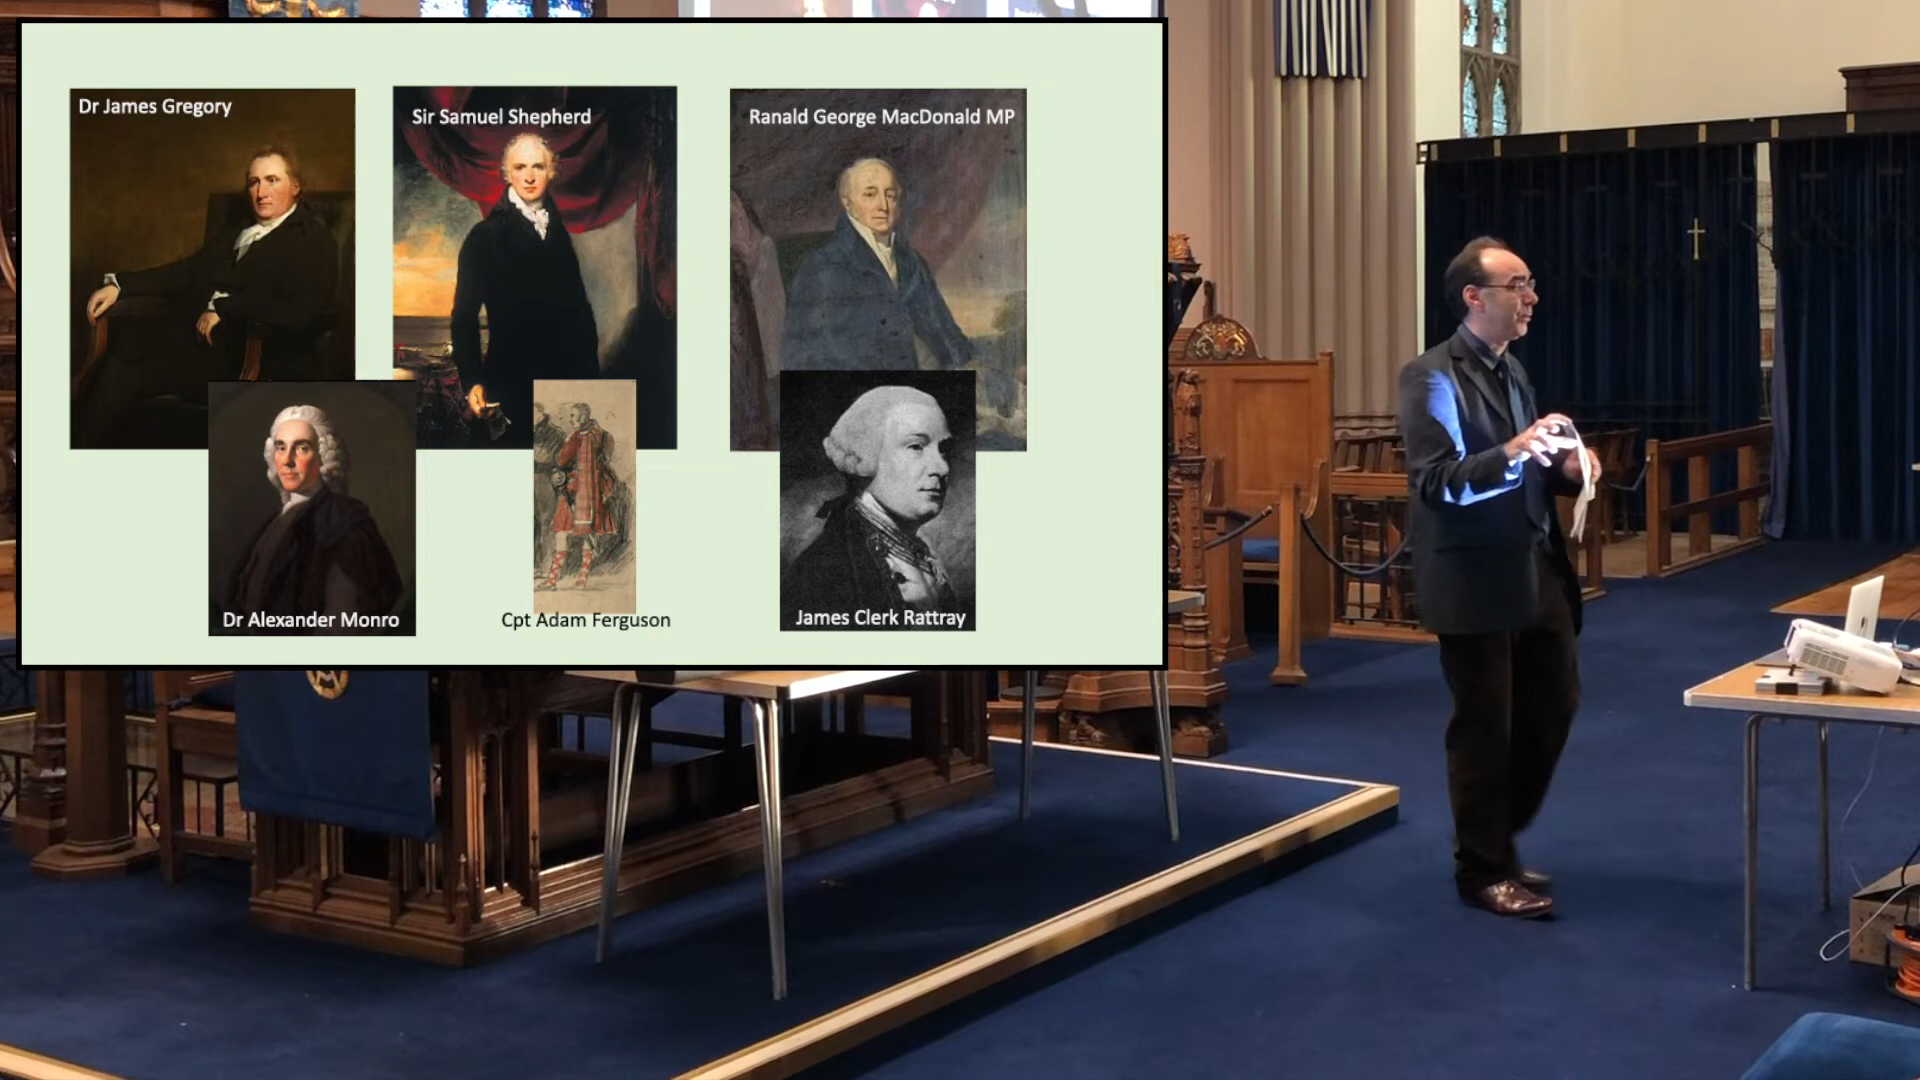 Dr James Gregory
Sir Samuel Shepherd
Ranald George MacDonald MP
Dr Alexander Monro
Cpt Adam Ferguson
James Clerk Rattray